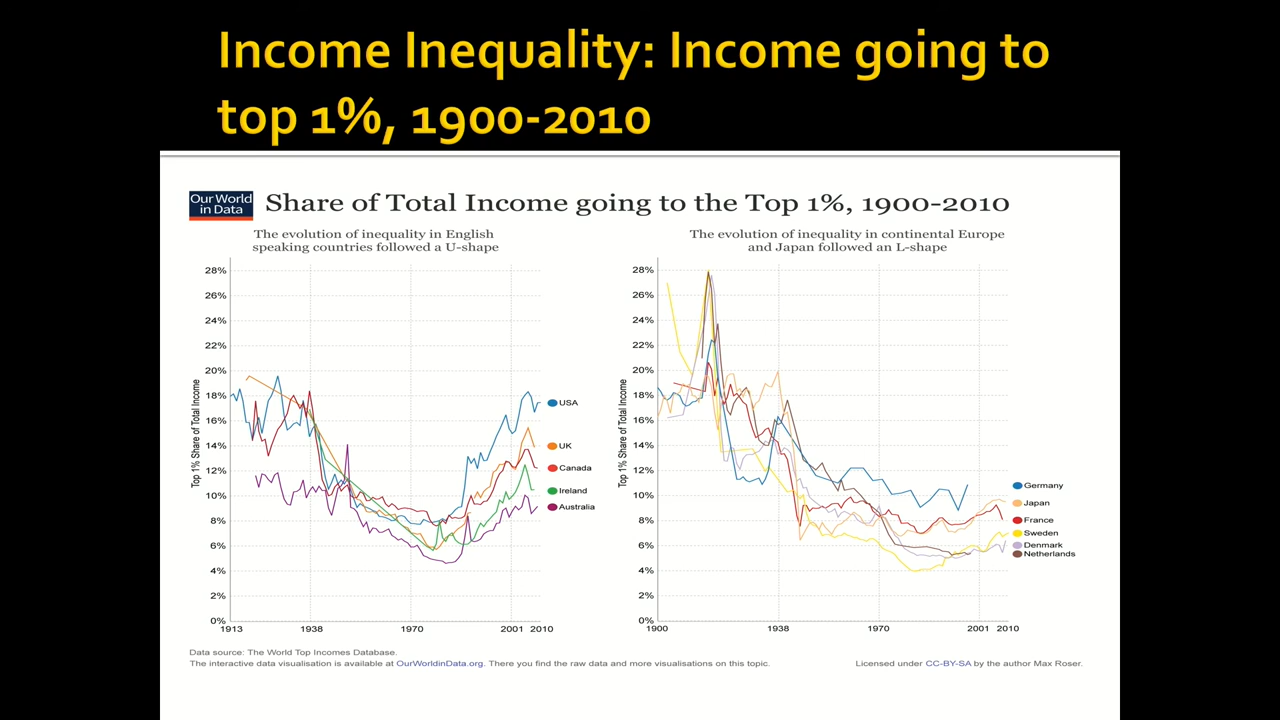 Income Inequality: Income going to
top 1%, 1900-2010
Our World
in Data
Share of Total Income going to the Top 1%, 1900-2010
The evolution of inequality in English
speaking countries followed a U-shape
Top 1% Share of Total Income
28%
26%
24%
22%
20%
18%
16%
14%
12%
10%
8%
6%
4%
2%
0%
1913 1938 1970 2001 2010
USA
UK
Canada
Ireland
Australia
The evolution of inequality in continental Europe
and Japan followed an L-shape
Top 1% Share of Total Income
28%
26%
24%
22%
20%
18%
16%
14%
12%
10%
8%
6%
4%
2%
0%
1900 1938 1970 2001 2010
Germany
Japan
France
Sweden
Denmark
Netherlands
Data source: The World Top Incomes Database.
The interactive data visualisation is available at OurWorldinData.org. There you find the raw data and more visualisations on this topic.
Licensed under CC-BY-SA by the author Max Roser.